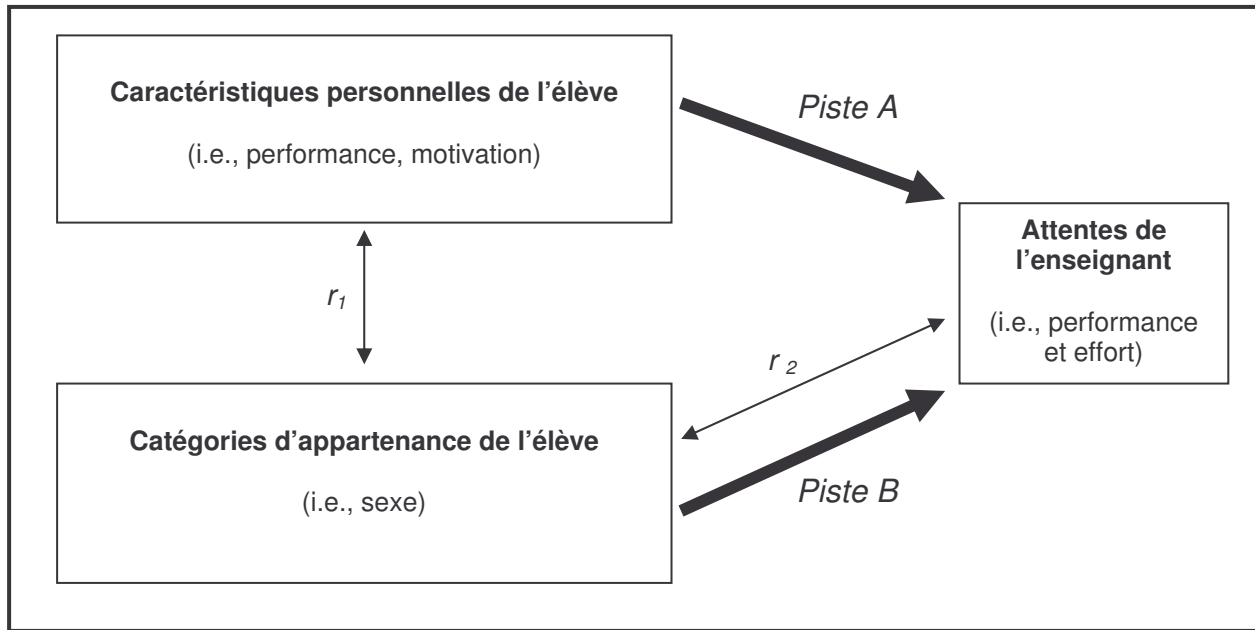 Caractéristiques personnelles de l'élève
(i.e., performance, motivation)
Piste A
Attentes de
l'enseignant
(i.e., performance
et effort)
r1
r 2
Catégories d'appartenance de l'élève
(i.e., sexe)
Piste B